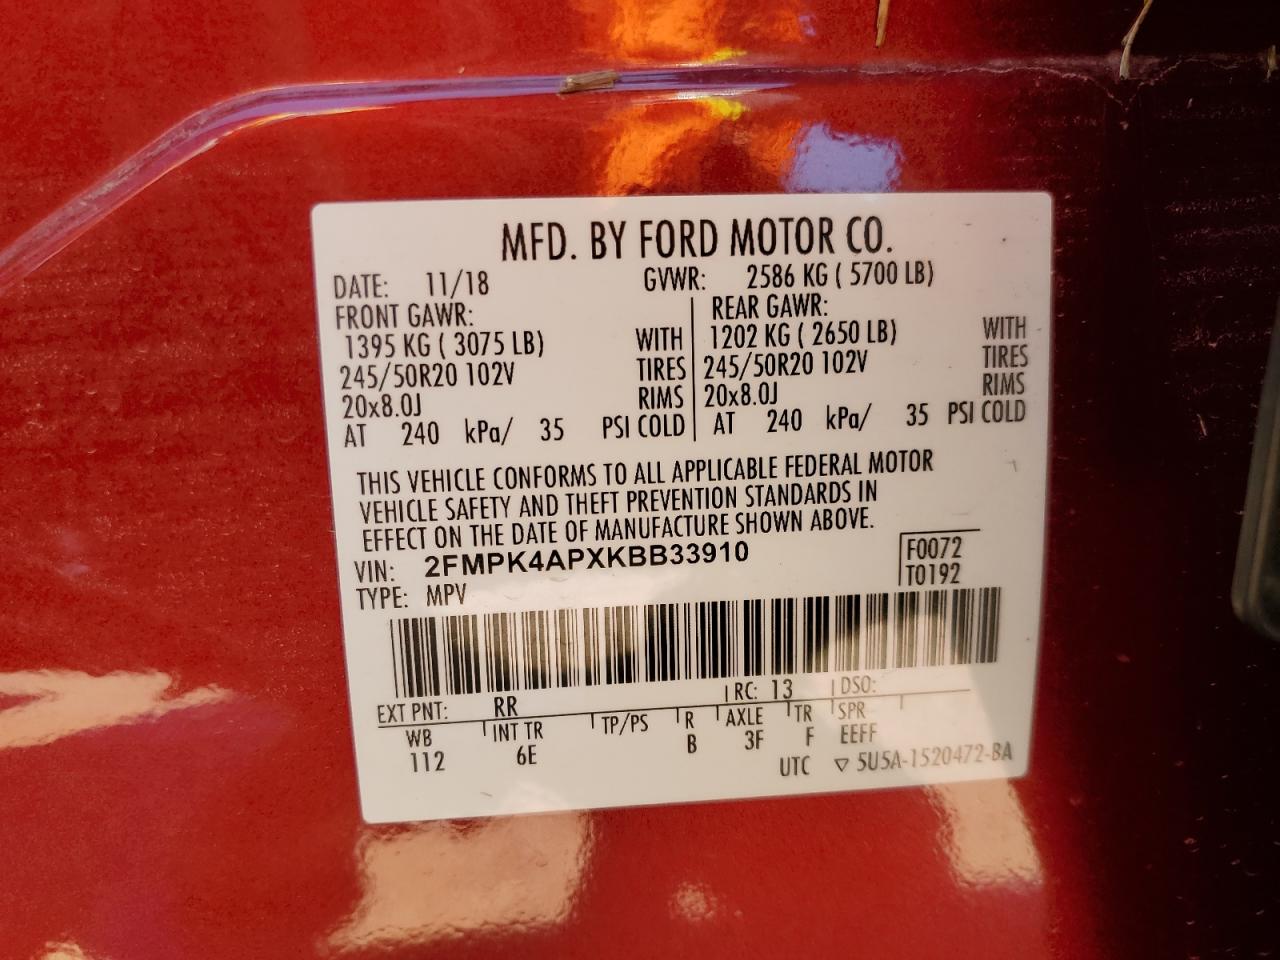 MFD. BY FORD MOTOR CO.
DATE: 11/18 GVWR: 2586 KG ( 5700 LB)
FRONT GAWR: REAR GAWR:
1395 KG ( 3075 LB) WITH 1202 KG ( 2650 LB) WITH
245/50R20 102V TIRES 245/50R20 102V TIRES
20x8.0J RIMS 20x8.0J RIMS
AT 240 kPa/ 35 PSI COLD AT 240 kPa/ 35 PSI COLD
THIS VEHICLE CONFORMS TO ALL APPLICABLE FEDERAL MOTOR
VEHICLE SAFETY AND THEFT PREVENTION STANDARDS IN
EFFECT ON THE DATE OF MANUFACTURE SHOWN ABOVE.
VIN: 2FMPK4APXKBB33910 F0072
TYPE: MPV T0192
EXT PNT: RR RC: 13 DSO:
WB INT TR TP/PS R AXLE TR SPR
112 6E B 3F F EEFF
UTC ▽ 5U5A-1520472-BA